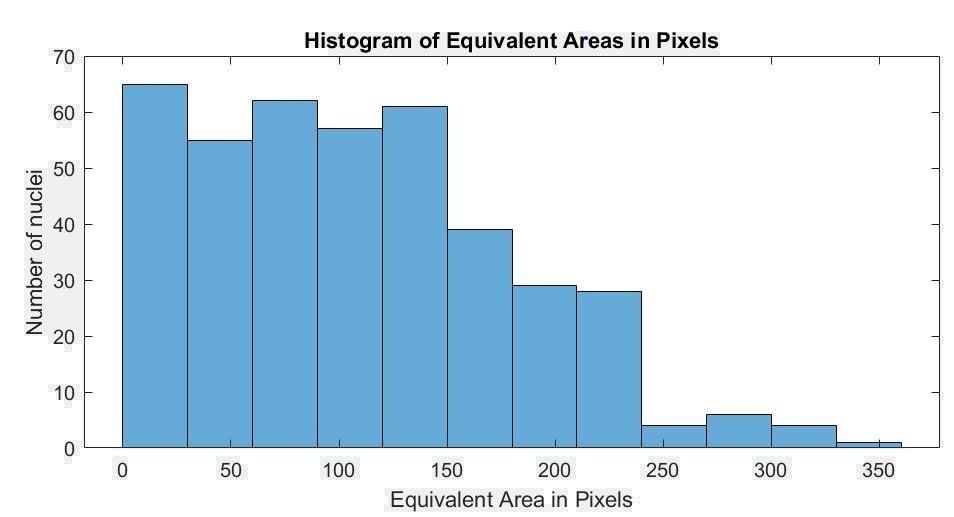 Histogram of Equivalent Areas in Pixels
70
60
50
40
30
20
10
0
Number of nuclei
0 50 100 150 200 250 300 350
Equivalent Area in Pixels